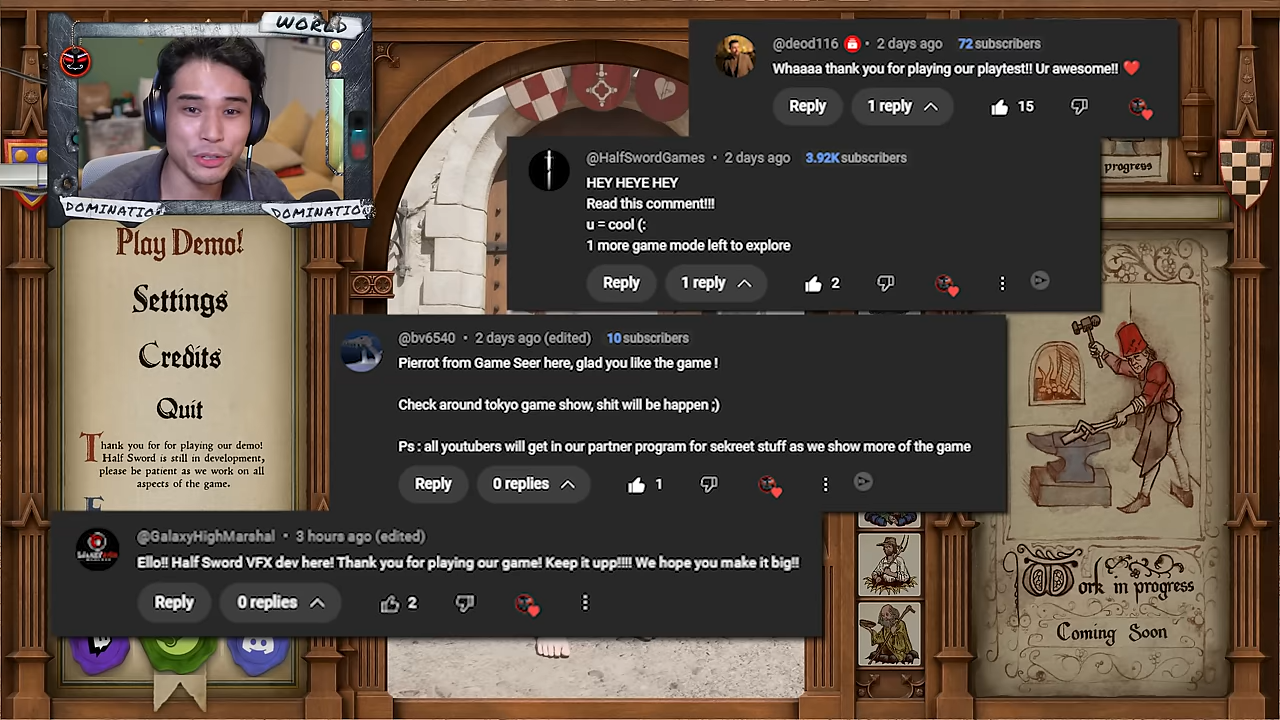 WORLD
DOMINATIO
DOMINATIO
@deod116 • 2 days ago 72 subscribers
Whaaaa thank you for playing our playtest!! Ur awesome!! ❤️
Reply 1 reply 15
@HalfSwordGames • 2 days ago 3.92K subscribers
HEY HEYE HEY
Read this comment!!!
u = cool (:
1 more game mode left to explore
Reply 1 reply 2
@bv6540 • 2 days ago (edited) 10 subscribers
Pierrot from Game Seer here, glad you like the game !
Check around tokyo game show, shit will be happen ;)
Ps : all youtubers will get in our partner program for sekreet stuff as we show more of the game
Reply 0 replies 1
@GalaxyHighMarshal • 3 hours ago (edited)
Ello!! Half Sword VFX dev here! Thank you for playing our game! Keep it upp!!!! We hope you make it big!!
Reply 0 replies 2
Play Demo!
Settings
Credits
Quit
Thank you for for playing our demo!
Half Sword is still in development,
please be patient as we work on all
aspects of the game.
progress
Work in progress
Coming Soon